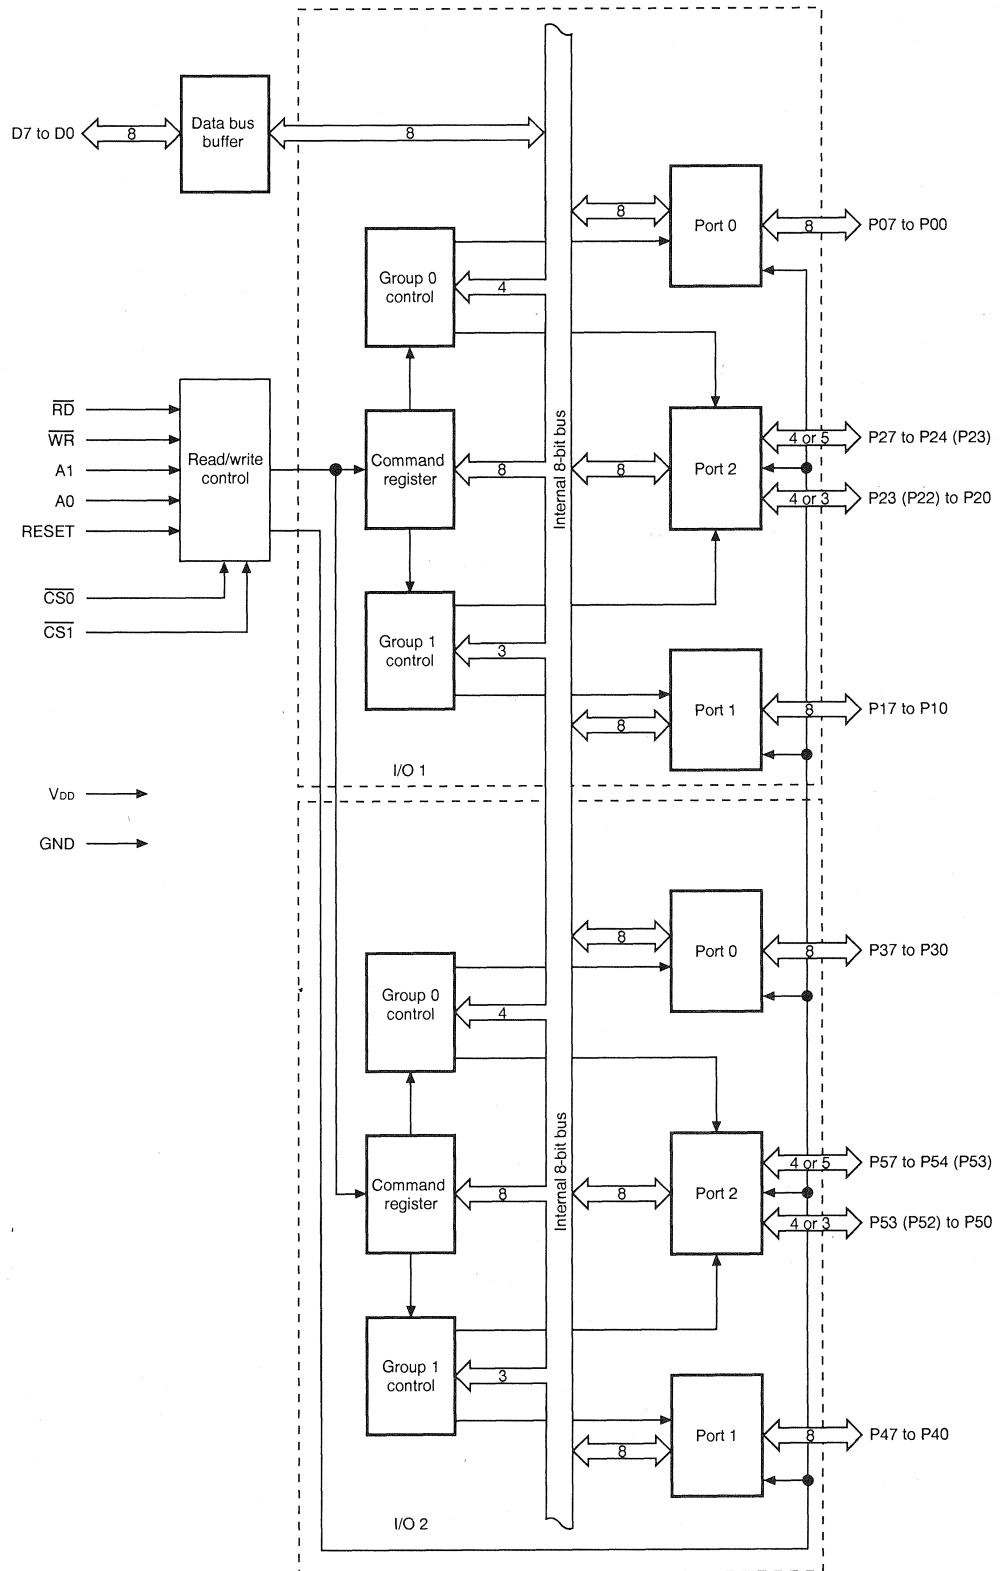 D7 to D0
8
Data bus
buffer
8
8
Port 0
8
P07 to P00
Group 0
control
4
RD
WR
A1
A0
RESET
CS0
CS1
Read/write
control
Command
register
8
Internal 8-bit bus
8
Port 2
4 or 5
P27 to P24 (P23)
4 or 3
P23 (P22) to P20
Group 1
control
3
8
Port 1
8
P17 to P10
I/O 1
VDD
GND
8
Port 0
8
P37 to P30
Group 0
control
4
Command
register
8
Internal 8-bit bus
8
Port 2
4 or 5
P57 to P54 (P53)
4 or 3
P53 (P52) to P50
Group 1
control
3
8
Port 1
8
P47 to P40
I/O 2